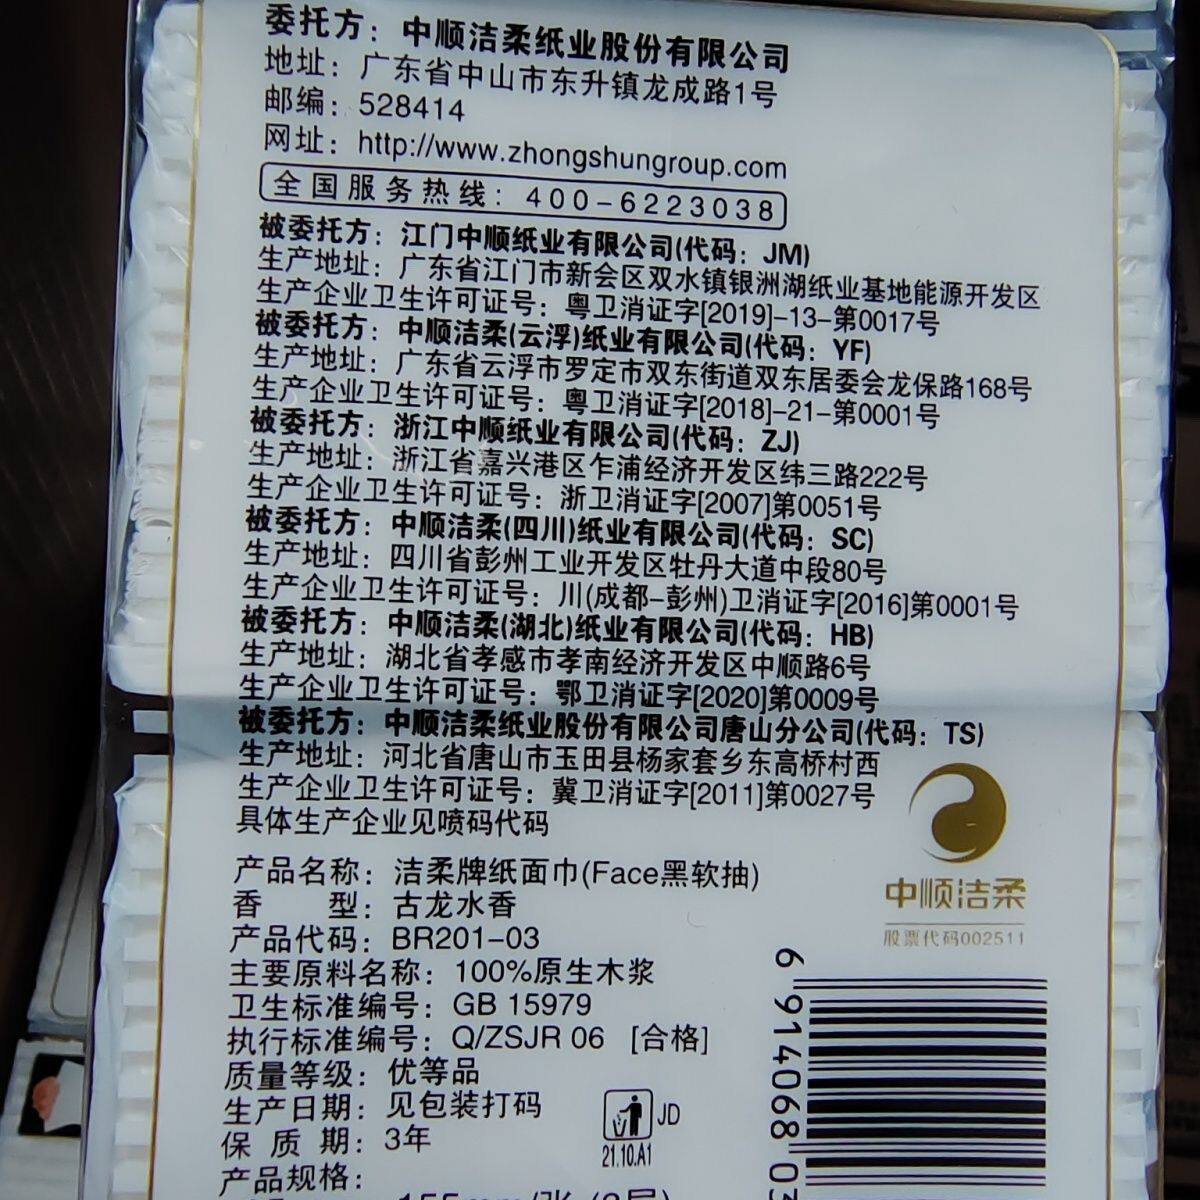 委托方：中顺洁柔纸业股份有限公司
地址：广东省中山市东升镇龙成路1号
邮编：528414
网址：http://www.zhongshungroup.com
全国服务热线：400-6223038
被委托方：江门中顺纸业有限公司(代码：JM)
生产地址：广东省江门市新会区双水镇银洲湖纸业基地能源开发区
生产企业卫生许可证号：粤卫消证字[2019]-13-第0017号
被委托方：中顺洁柔(云浮)纸业有限公司(代码：YF)
生产地址：广东省云浮市罗定市双东街道双东居委会龙保路168号
生产企业卫生许可证号：粤卫消证字[2018]-21-第0001号
被委托方：浙江中顺纸业有限公司(代码：ZJ)
生产地址：浙江省嘉兴港区乍浦经济开发区纬三路222号
生产企业卫生许可证号：浙卫消证字[2007]第0051号
被委托方：中顺洁柔(四川)纸业有限公司(代码：SC)
生产地址：四川省彭州工业开发区牡丹大道中段80号
生产企业卫生许可证号：川(成都-彭州)卫消证字[2016]第0001号
被委托方：中顺洁柔(湖北)纸业有限公司(代码：HB)
生产地址：湖北省孝感市孝南经济开发区中顺路6号
生产企业卫生许可证号：鄂卫消证字[2020]第0009号
被委托方：中顺洁柔纸业股份有限公司唐山分公司(代码：TS)
生产地址：河北省唐山市玉田县杨家套乡东高桥村西
生产企业卫生许可证号：冀卫消证字[2011]第0027号
具体生产企业见喷码代码
中顺洁柔
股票代码002511
产品名称：洁柔牌纸面巾(Face黑软抽)
香 型：古龙水香
产品代码：BR201-03
主要原料名称：100%原生木浆
卫生标准编号：GB 15979
执行标准编号：Q/ZSJR 06 [合格]
质量等级：优等品
生产日期：见包装打码
保质期：3年
产品规格：
JD
21.10.A1
6 914068 03